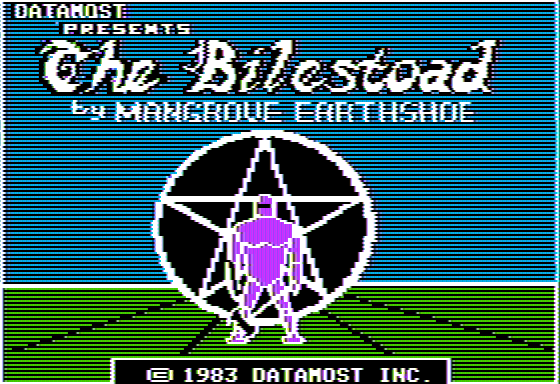 DATAMOST
PRESENTS
The Bilestoad
by MANGROVE EARTHSHOE
© 1983 DATAMOST INC.